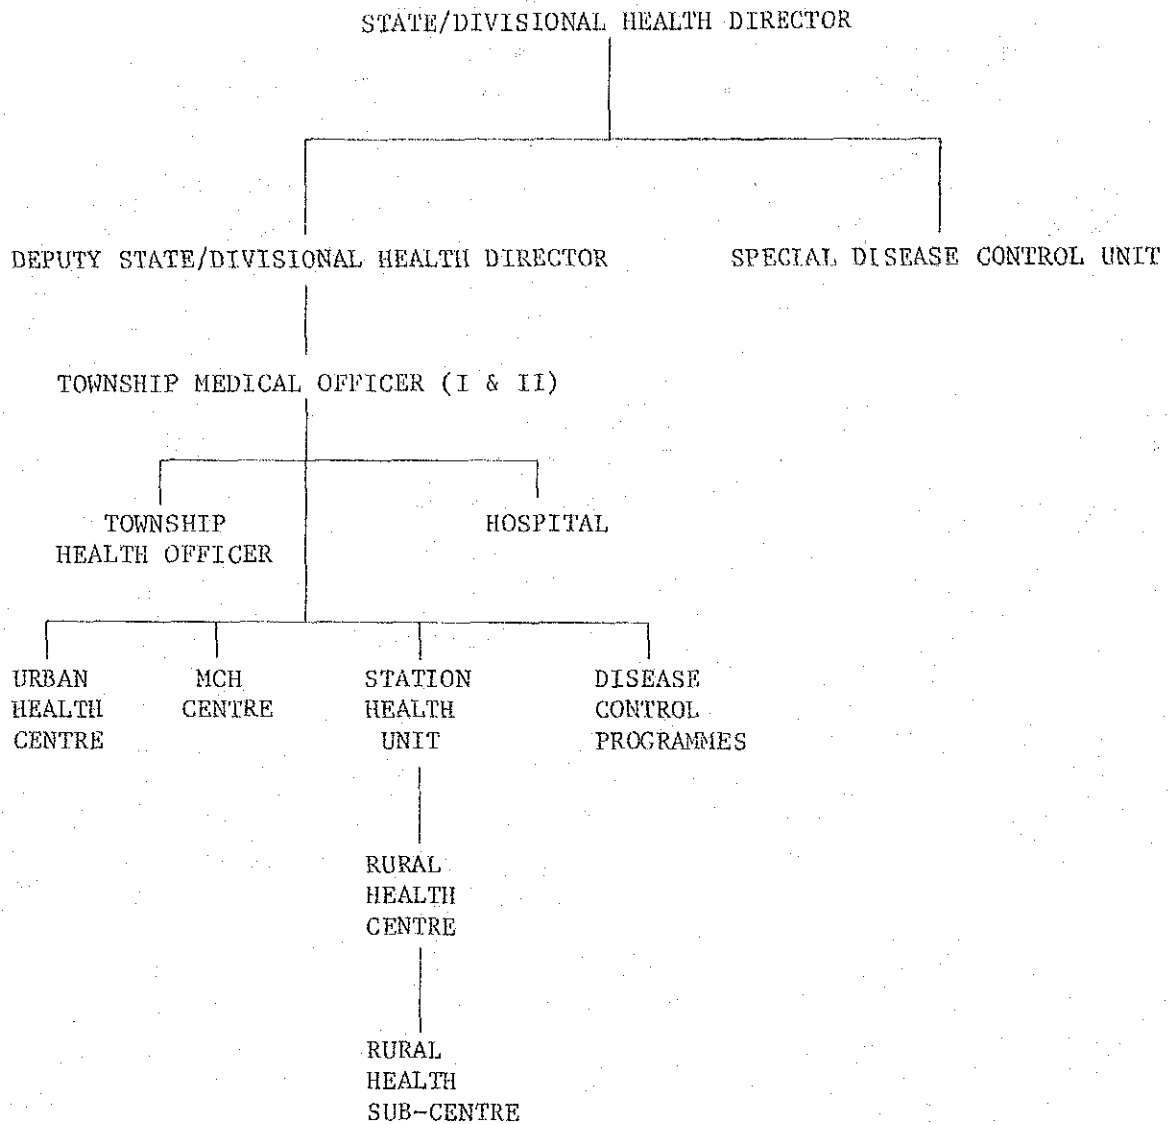 STATE/DIVISIONAL HEALTH DIRECTOR
DEPUTY STATE/DIVISIONAL HEALTH DIRECTOR
SPECIAL DISEASE CONTROL UNIT
TOWNSHIP MEDICAL OFFICER (I & II)
TOWNSHIP
HEALTH OFFICER
HOSPITAL
URBAN
HEALTH
CENTRE
MCH
CENTRE
STATION
HEALTH
UNIT
DISEASE
CONTROL
PROGRAMMES
RURAL
HEALTH
CENTRE
RURAL
HEALTH
SUB-CENTRE